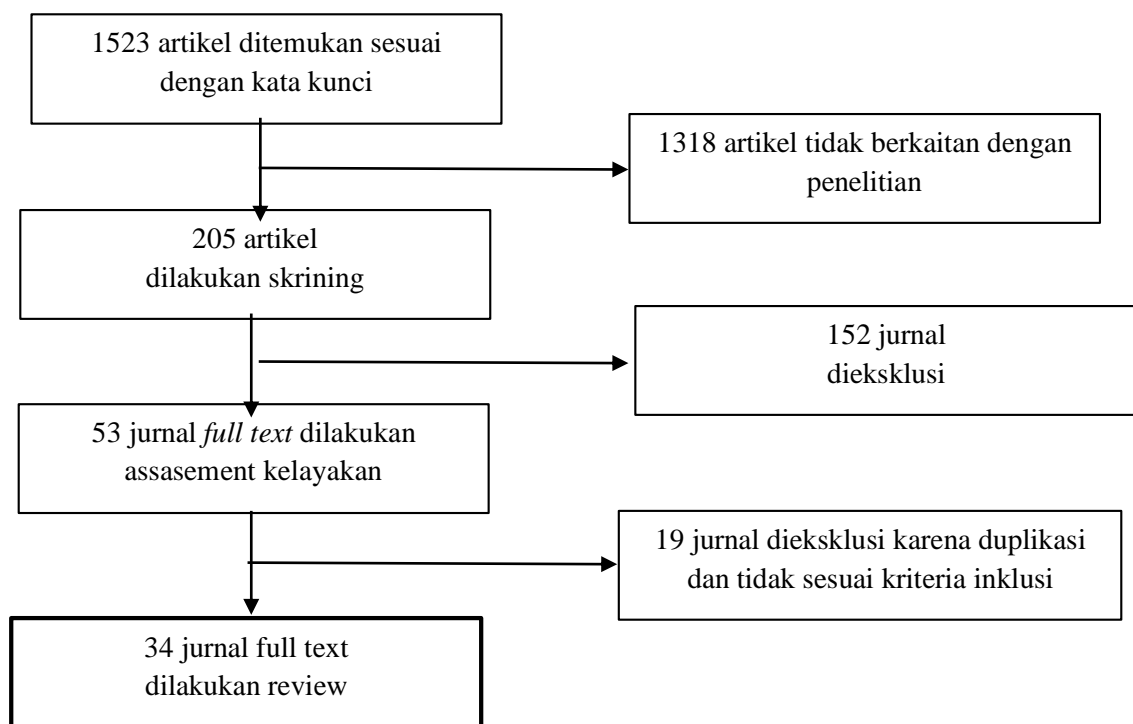 1523 artikel ditemukan sesuai
dengan kata kunci
1318 artikel tidak berkaitan dengan
penelitian
205 artikel
dilakukan skrining
152 jurnal
dieksklusi
53 jurnal full text dilakukan
assasement kelayakan
19 jurnal dieksklusi karena duplikasi
dan tidak sesuai kriteria inklusi
34 jurnal full text
dilakukan review